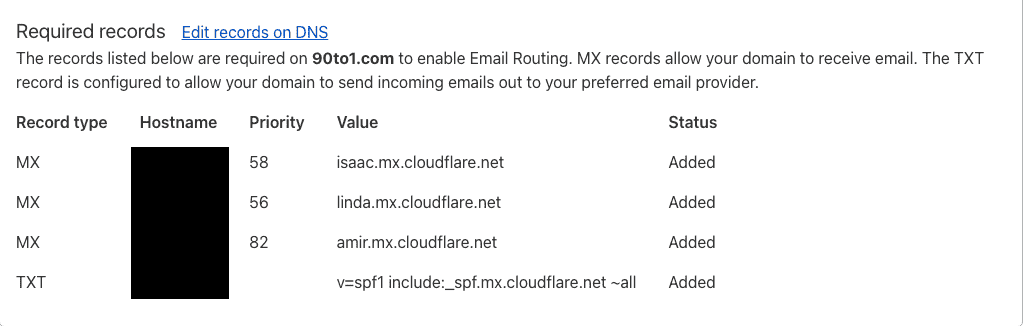 Required records Edit records on DNS
The records listed below are required on 90to1.com to enable Email Routing. MX records allow your domain to receive email. The TXT
record is configured to allow your domain to send incoming emails out to your preferred email provider.
Record type Hostname Priority Value Status
MX 58 isaac.mx.cloudflare.net Added
MX 56 linda.mx.cloudflare.net Added
MX 82 amir.mx.cloudflare.net Added
TXT v=spf1 include:_spf.mx.cloudflare.net ~all Added